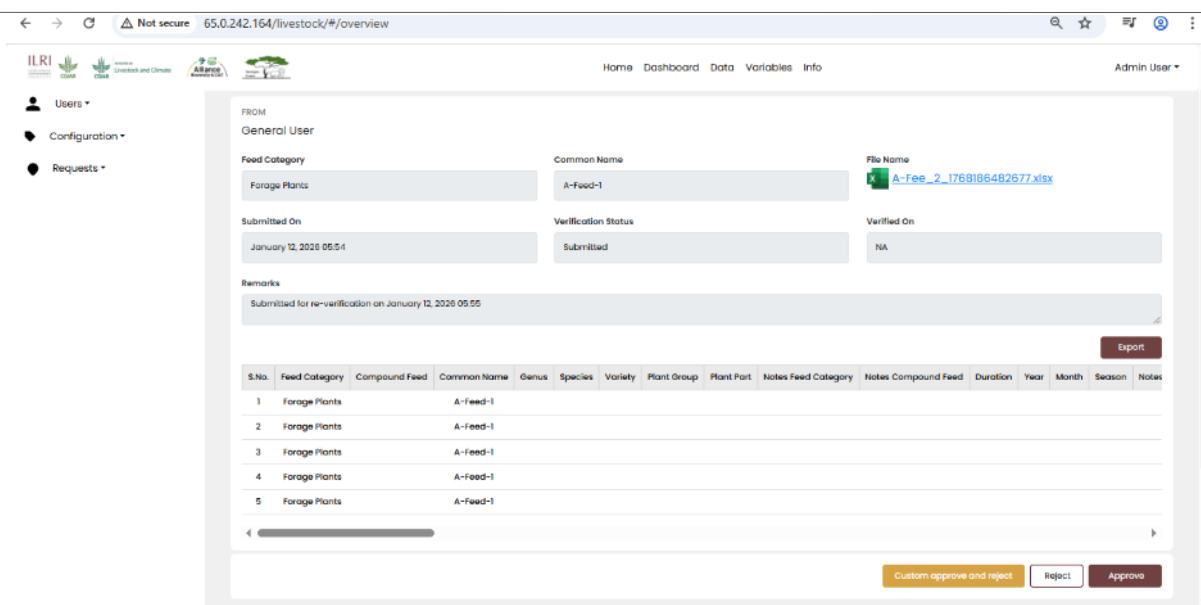 Not secure 65.0.242.164/livestock/#/overview
ILRI CGIAR CGIAR Livestock and Climate Alliance
Home Dashboard Data Variables Info Admin User
Users
Configuration
Requests
FROM
General User
Feed Category Common Name File Name
Forage Plants A-Feed-1 A-Fee_2_1768186482677.xlsx
Submitted On Verification Status Verified On
January 12, 2026 05:54 Submitted NA
Remarks
Submitted for re-verification on January 12, 2026 05:55
Export
S.No. Feed Category Compound Feed Common Name Genus Species Variety Plant Group Plant Part Notes Feed Category Notes Compound Feed Duration Year Month Season Notes
1 Forage Plants A-Feed-1
2 Forage Plants A-Feed-1
3 Forage Plants A-Feed-1
4 Forage Plants A-Feed-1
5 Forage Plants A-Feed-1
Custom approve and reject Reject Approve